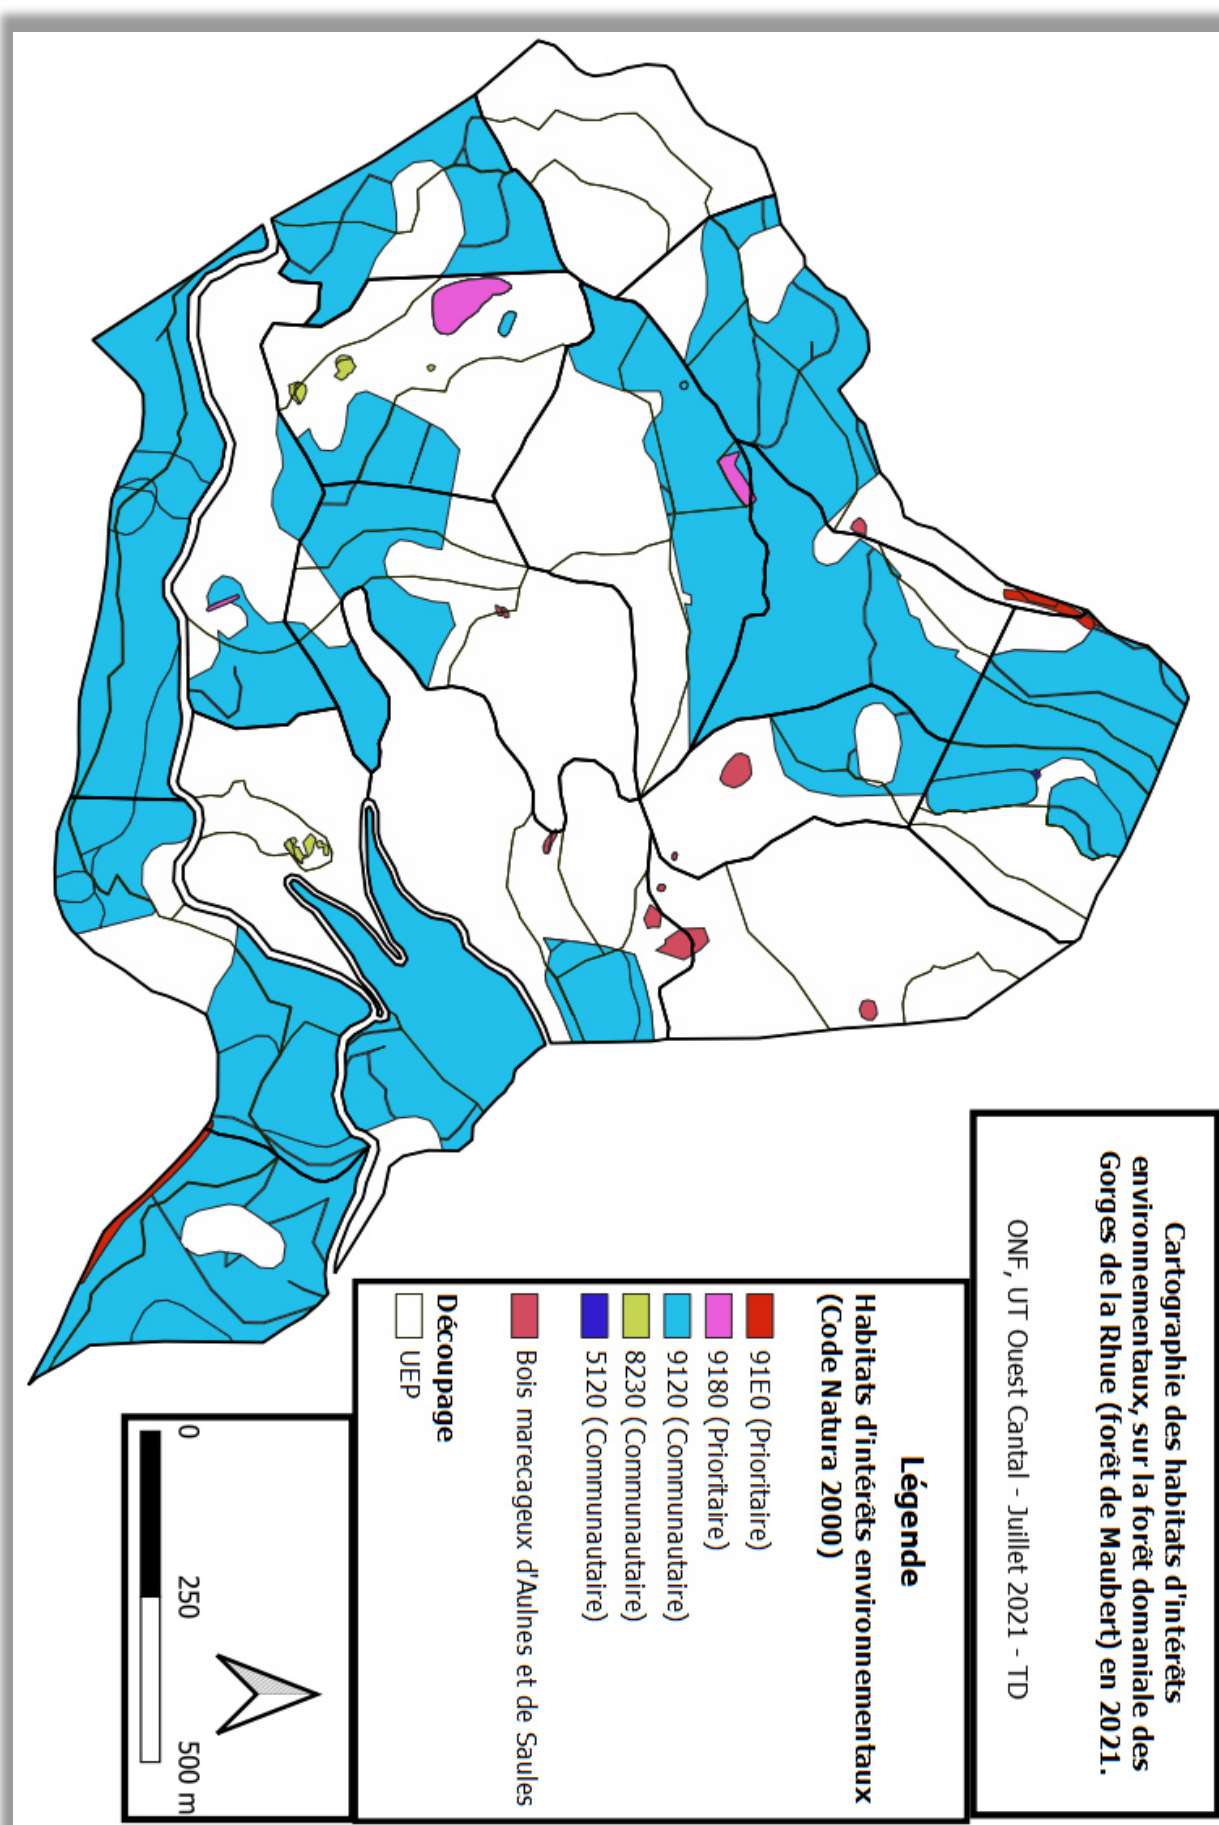 Cartographie des habitats d'intérêts
environnementaux, sur la forêt domaniale des
Gorges de la Rhue (forêt de Maubert) en 2021.
ONF, UT Ouest Cantal - Juillet 2021 - TD
Légende
Habitats d'intérêts environnementaux
(Code Natura 2000)
91E0 (Prioritaire)
9180 (Prioritaire)
9120 (Communautaire)
8230 (Communautaire)
5120 (Communautaire)
Bois marecageux d'Aulnes et de Saules
Découpage
UEP
0 250 500 m